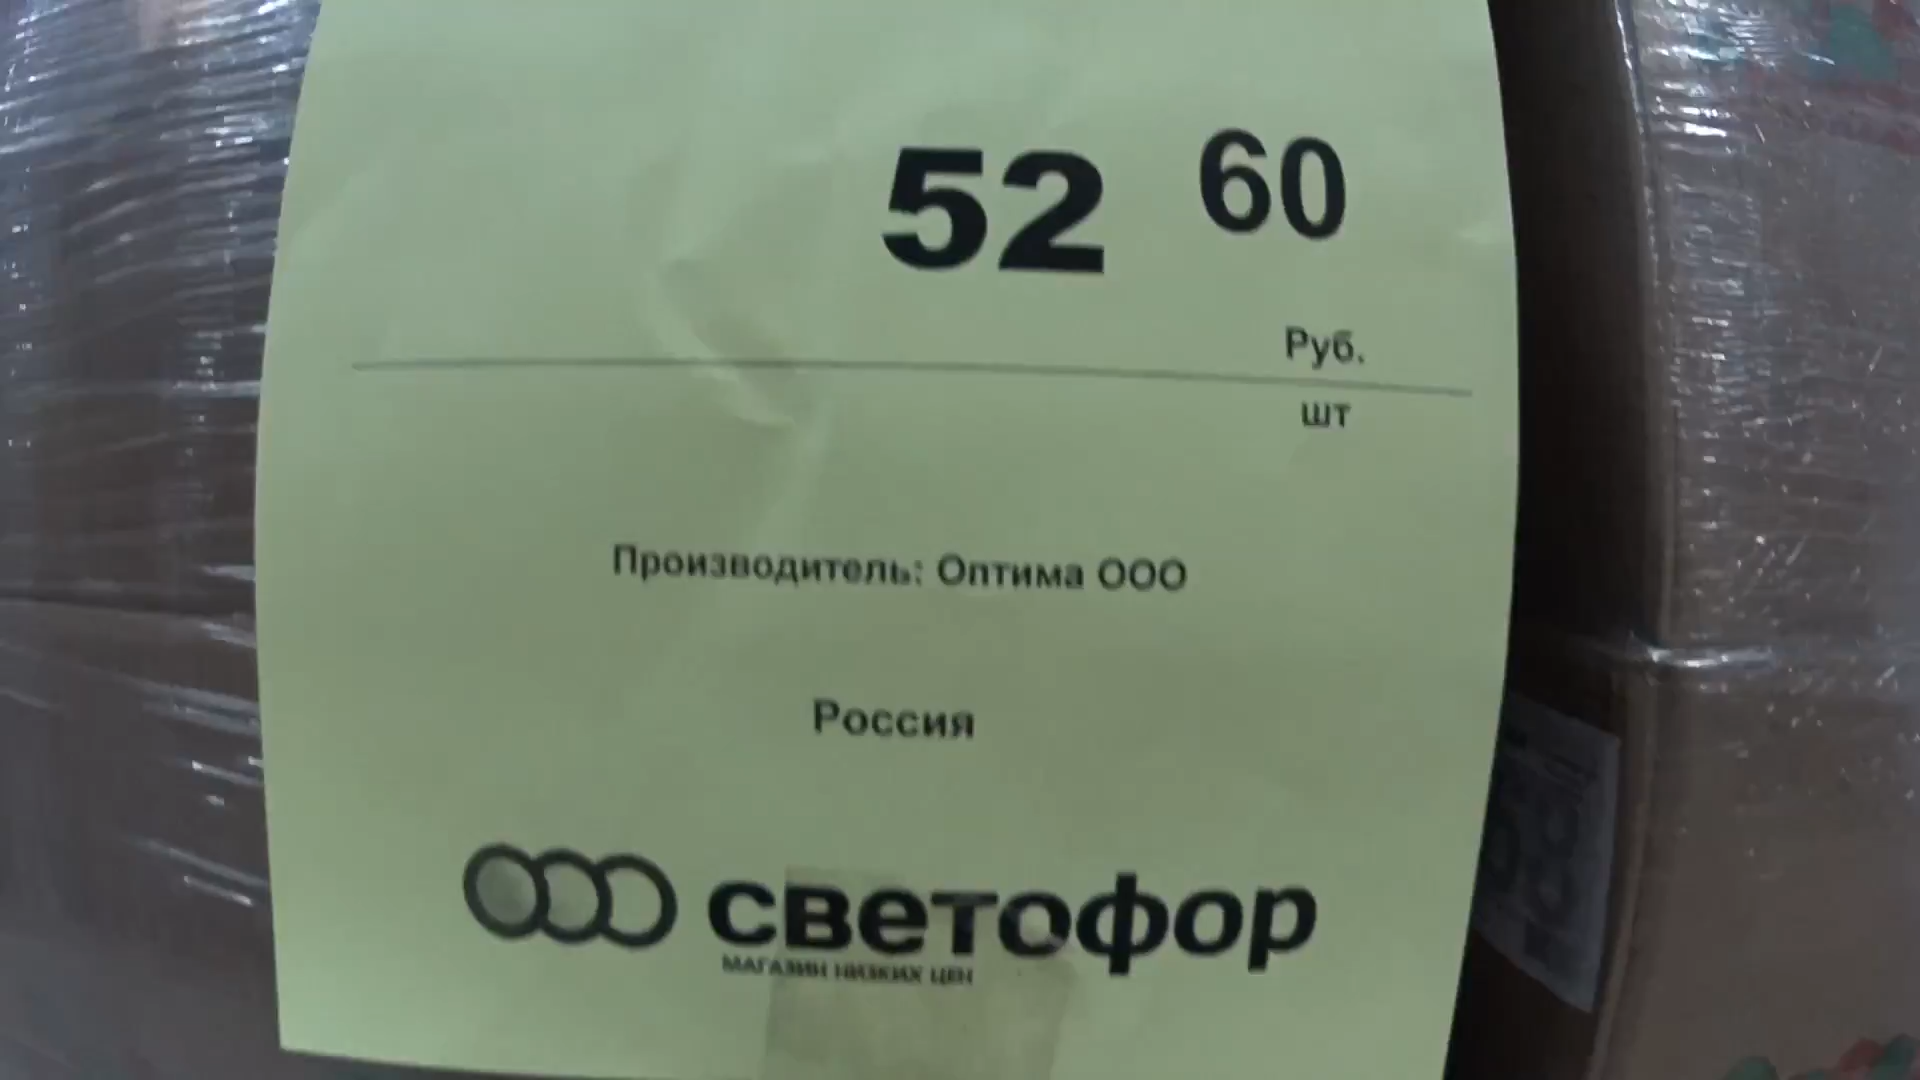 52 60
Руб.
шт
Производитель: Оптима ООО
Россия
светофор
МАГАЗИН НИЗКИХ ЦЕН